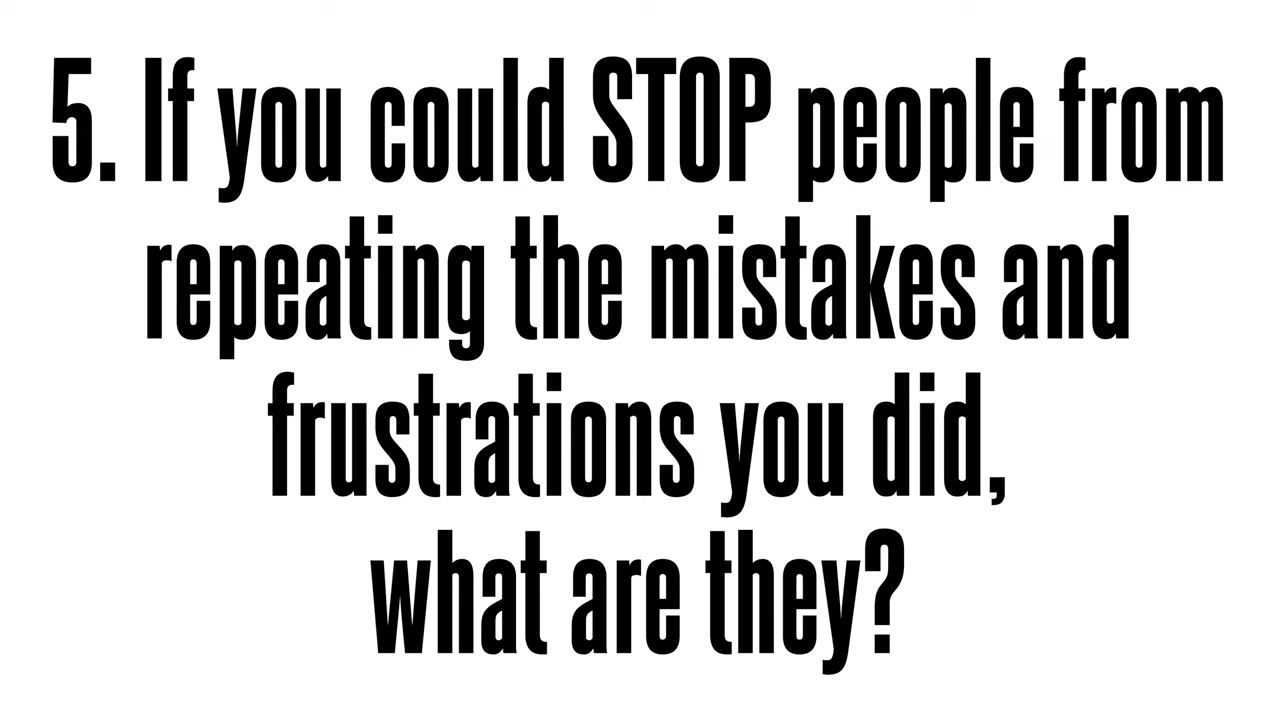 5. If you could STOP people from
repeating the mistakes and
frustrations you did,
what are they?